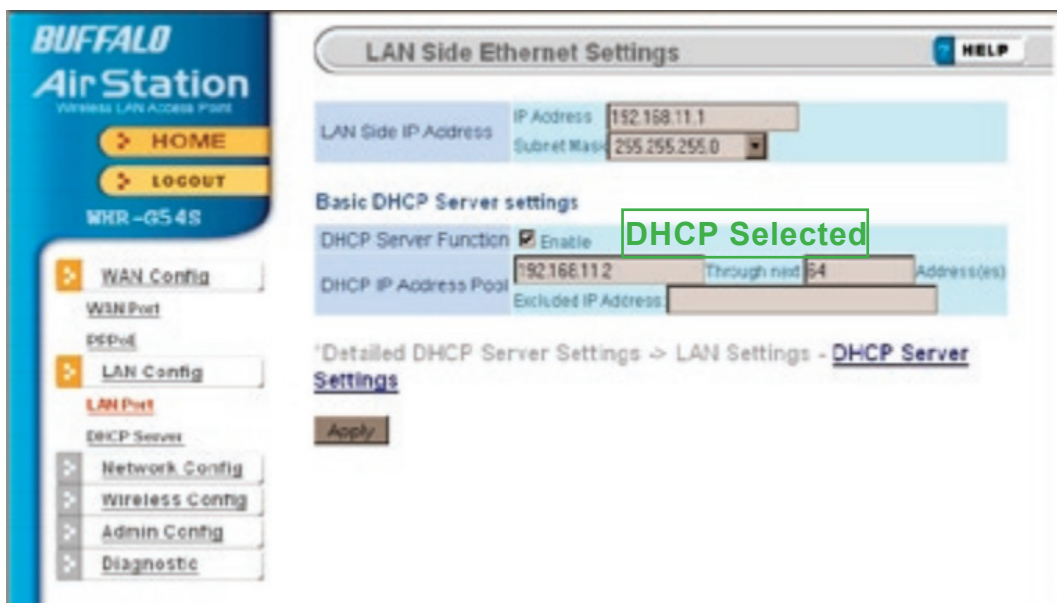 BUFFALO
AirStation
Wireless LAN Access Point
HOME
LOGOUT
WHR-G54S
WAN Config
WAN Port
PPPoE
LAN Config
LAN Port
DHCP Server
Network Config
Wireless Config
Admin Config
Diagnostic
LAN Side Ethernet Settings
? HELP
LAN Side IP Address
IP Address 192.168.11.1
Subnet Mask 255.255.255.0
Basic DHCP Server settings
DHCP Server Function Enable
DHCP Selected
DHCP IP Address Pool
192.168.11.2 Through next 64 Address(es)
Excluded IP Address:
*Detailed DHCP Server Settings -> LAN Settings - DHCP Server
Settings
Apply